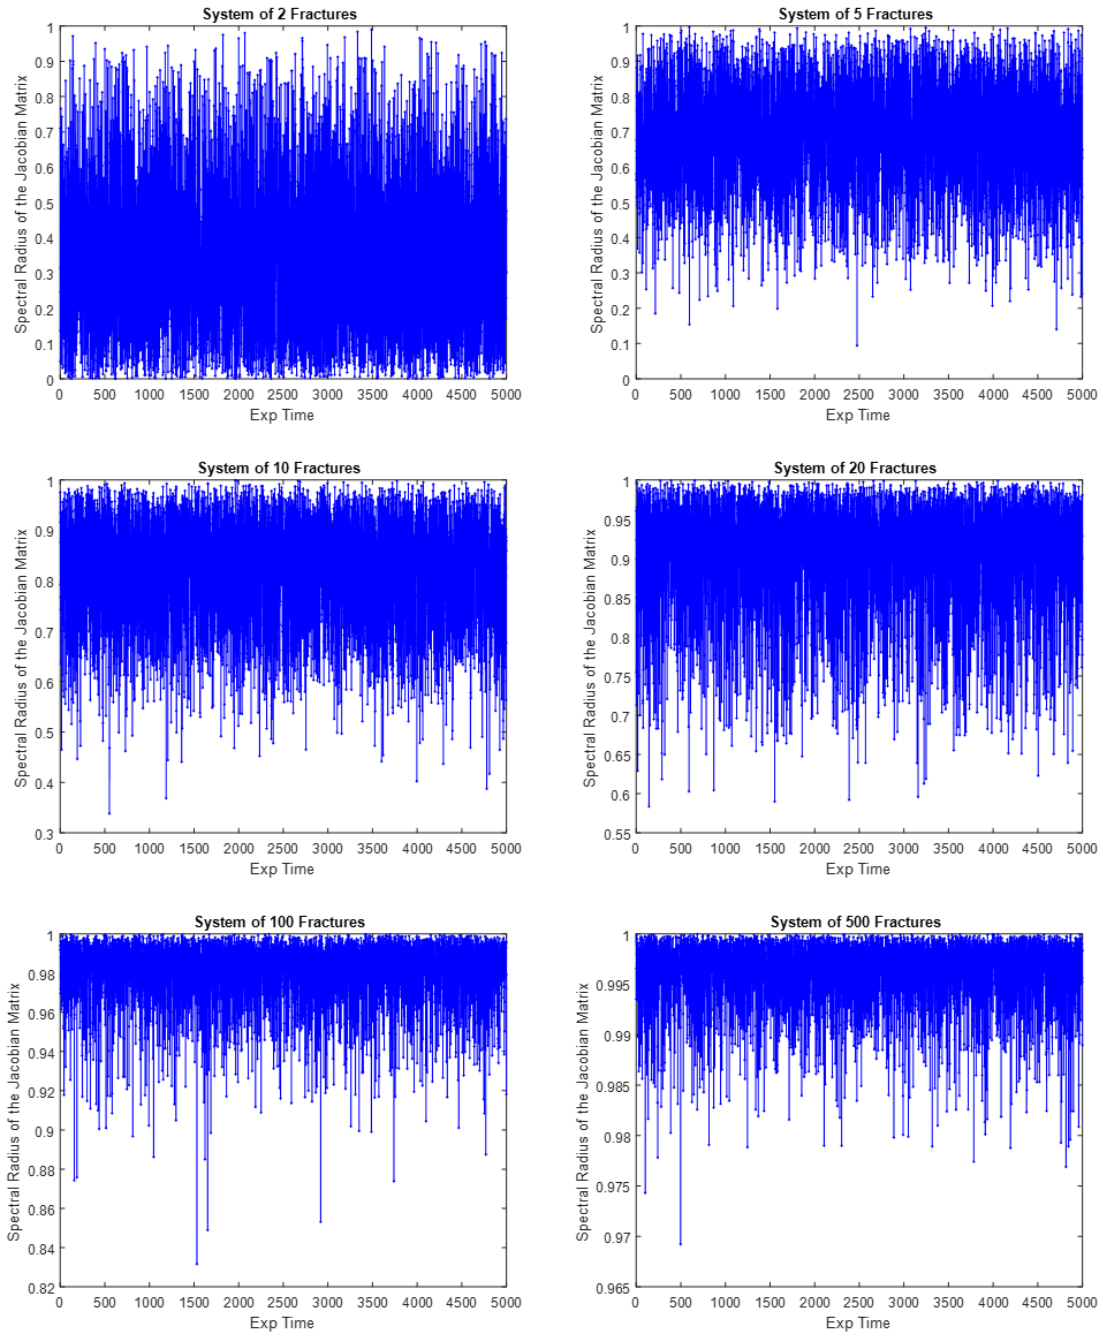 System of 2 Fractures
Spectral Radius of the Jacobian Matrix
1
0.9
0.8
0.7
0.6
0.5
0.4
0.3
0.2
0.1
0
0 500 1000 1500 2000 2500 3000 3500 4000 4500 5000
Exp Time
System of 5 Fractures
Spectral Radius of the Jacobian Matrix
1
0.9
0.8
0.7
0.6
0.5
0.4
0.3
0.2
0.1
0
0 500 1000 1500 2000 2500 3000 3500 4000 4500 5000
Exp Time
System of 10 Fractures
Spectral Radius of the Jacobian Matrix
1
0.9
0.8
0.7
0.6
0.5
0.4
0.3
0 500 1000 1500 2000 2500 3000 3500 4000 4500 5000
Exp Time
System of 20 Fractures
Spectral Radius of the Jacobian Matrix
1
0.95
0.9
0.85
0.8
0.75
0.7
0.65
0.6
0.55
0 500 1000 1500 2000 2500 3000 3500 4000 4500 5000
Exp Time
System of 100 Fractures
Spectral Radius of the Jacobian Matrix
1
0.98
0.96
0.94
0.92
0.9
0.88
0.86
0.84
0.82
0 500 1000 1500 2000 2500 3000 3500 4000 4500 5000
Exp Time
System of 500 Fractures
Spectral Radius of the Jacobian Matrix
1
0.995
0.99
0.985
0.98
0.975
0.97
0.965
0 500 1000 1500 2000 2500 3000 3500 4000 4500 5000
Exp Time